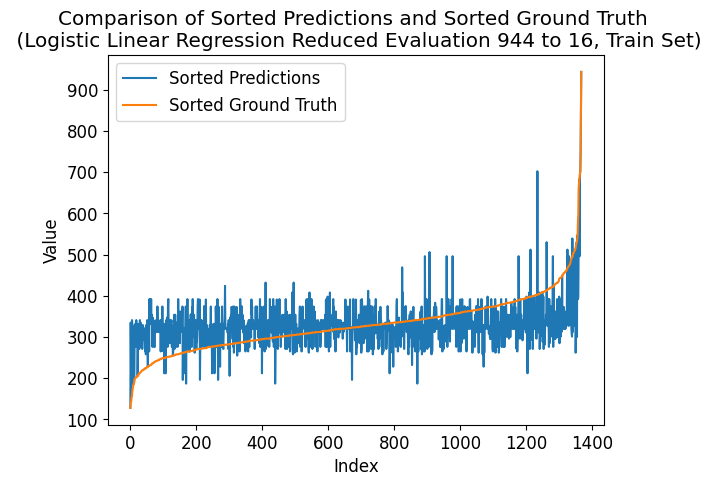 Comparison of Sorted Predictions and Sorted Ground Truth
(Logistic Linear Regression Reduced Evaluation 944 to 16, Train Set)
Sorted Predictions
Sorted Ground Truth
Value
900
800
700
600
500
400
300
200
100
0 200 400 600 800 1000 1200 1400
Index